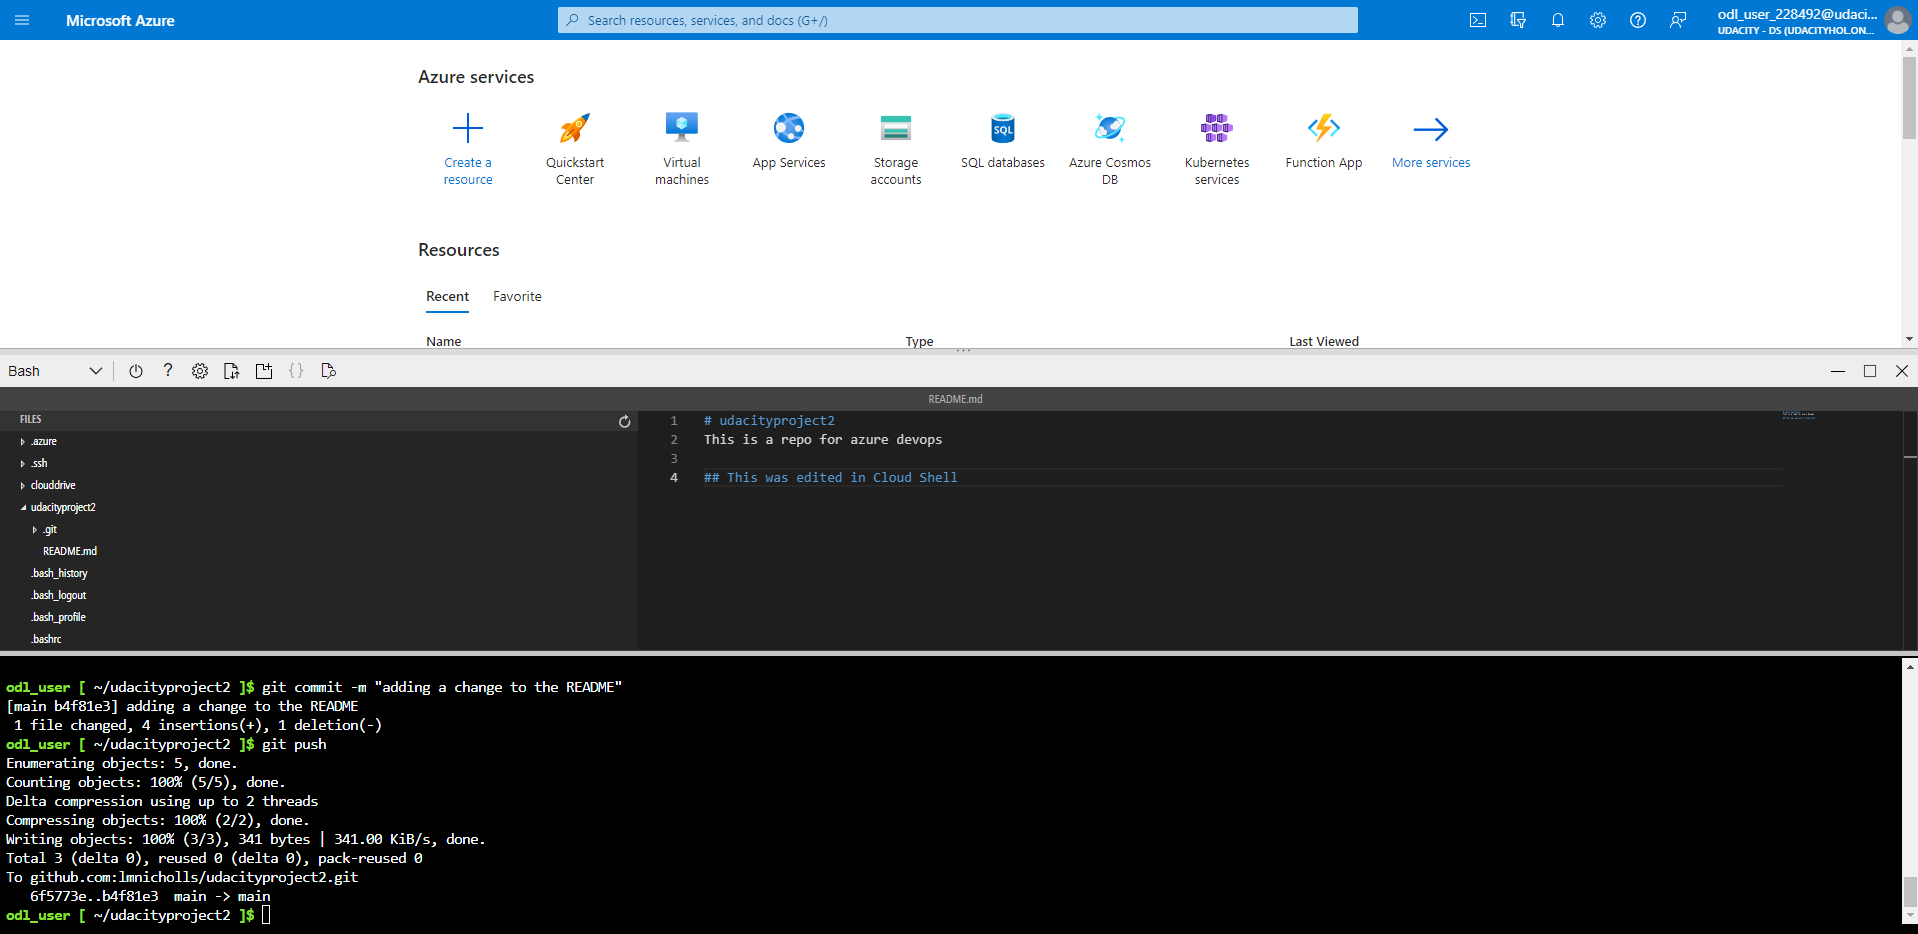 Microsoft Azure
Search resources, services, and docs (G+/)
odl_user_228492@udaci...
UDACITY - DS (UDACITYHOL.ON...
Azure services
Create a resource
Quickstart Center
Virtual machines
App Services
Storage accounts
SQL
SQL databases
Azure Cosmos DB
Kubernetes services
Function App
More services
Resources
Recent Favorite
Name Type Last Viewed
Bash
README.md
FILES
.azure
.ssh
clouddrive
udacityproject2
.git
README.md
.bash_history
.bash_logout
.bash_profile
.bashrc
1 # udacityproject2
2 This is a repo for azure devops
3
4 ## This was edited in Cloud Shell
odl_user [ ~/udacityproject2 ]$ git commit -m "adding a change to the README"
[main b4f81e3] adding a change to the README
1 file changed, 4 insertions(+), 1 deletion(-)
odl_user [ ~/udacityproject2 ]$ git push
Enumerating objects: 5, done.
Counting objects: 100% (5/5), done.
Delta compression using up to 2 threads
Compressing objects: 100% (2/2), done.
Writing objects: 100% (3/3), 341 bytes | 341.00 KiB/s, done.
Total 3 (delta 0), reused 0 (delta 0), pack-reused 0
To github.com:lmnicholls/udacityproject2.git
6f5773e..b4f81e3 main -> main
odl_user [ ~/udacityproject2 ]$